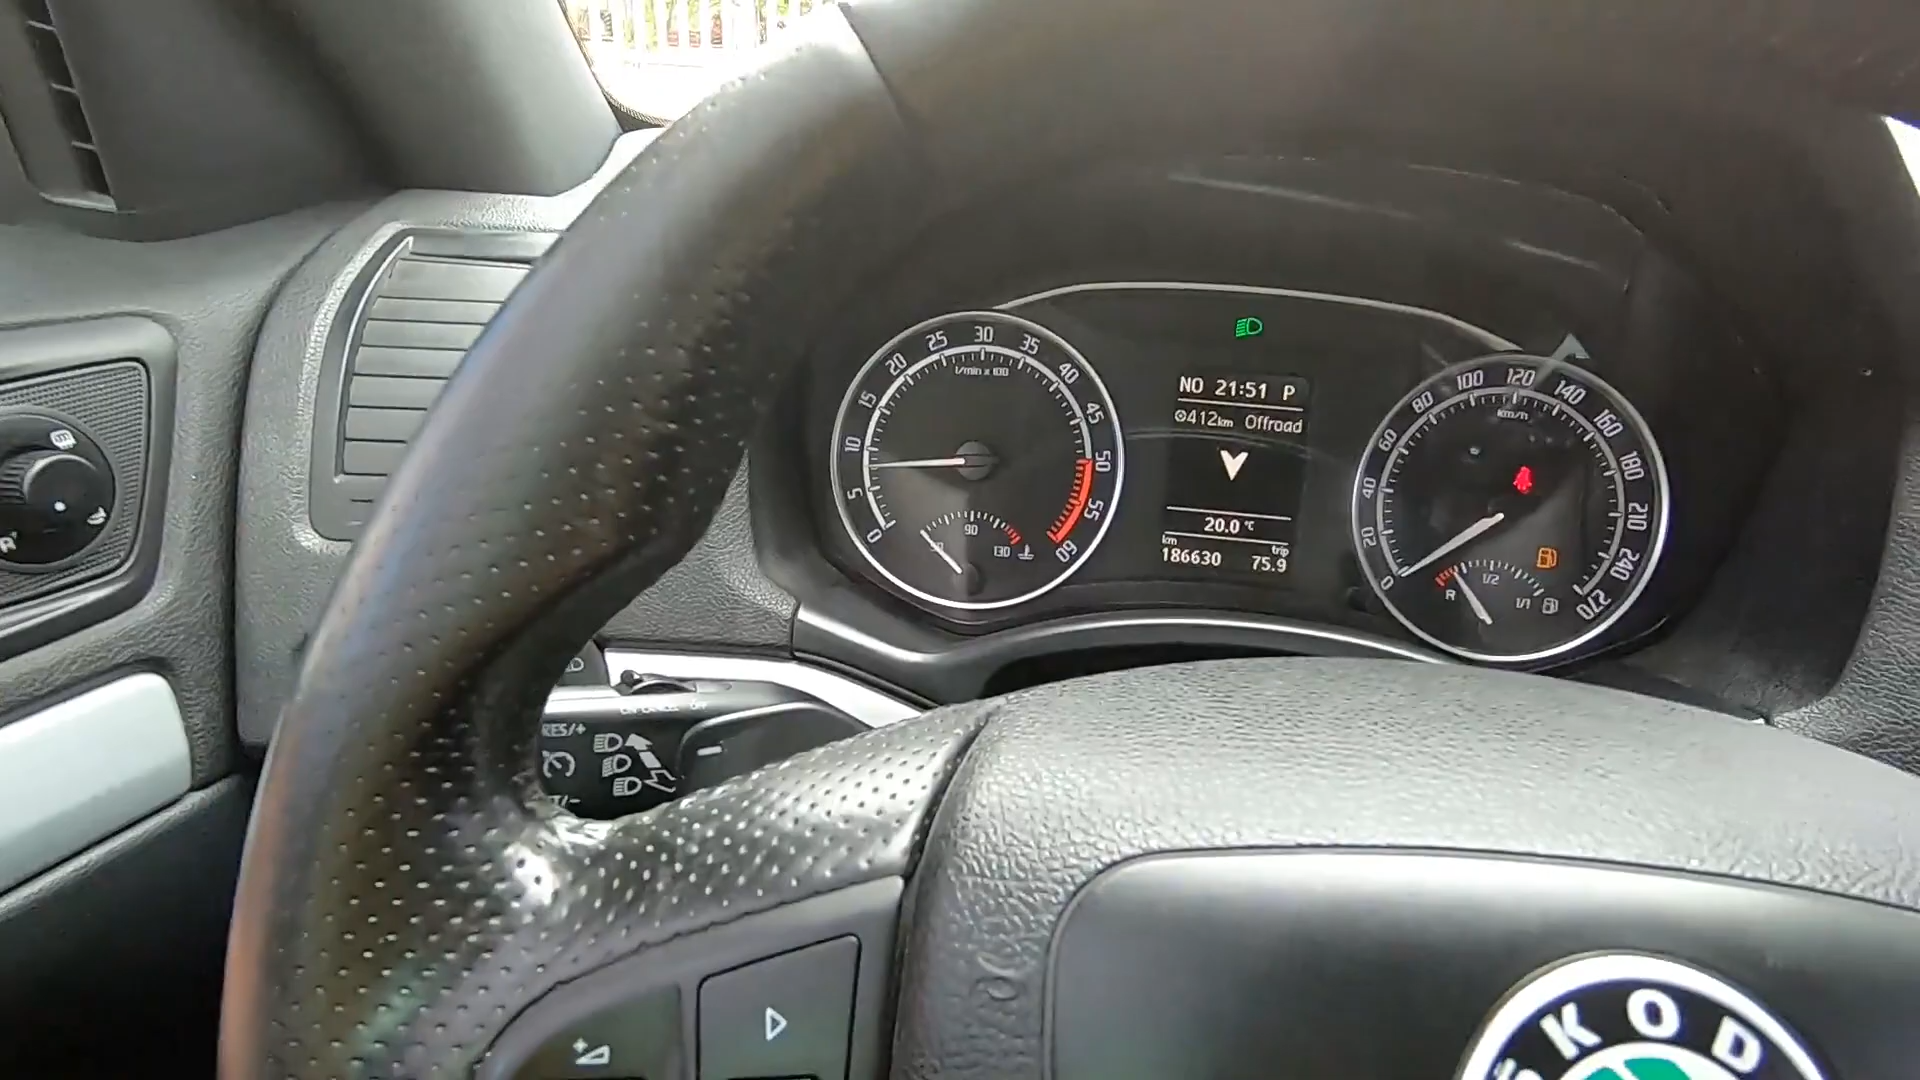 0 5 10 15 20 25 30 35 40 45 50 55 60
1/min x 100
90 130
NO 21:51 P
412km Offroad
20.0 °C
km trip
186630 75.9
0 20 40 60 80 100 120 140 160 180 210 240 270
km/h
R 1/2 1/1
R
RES/+
ŠKOD